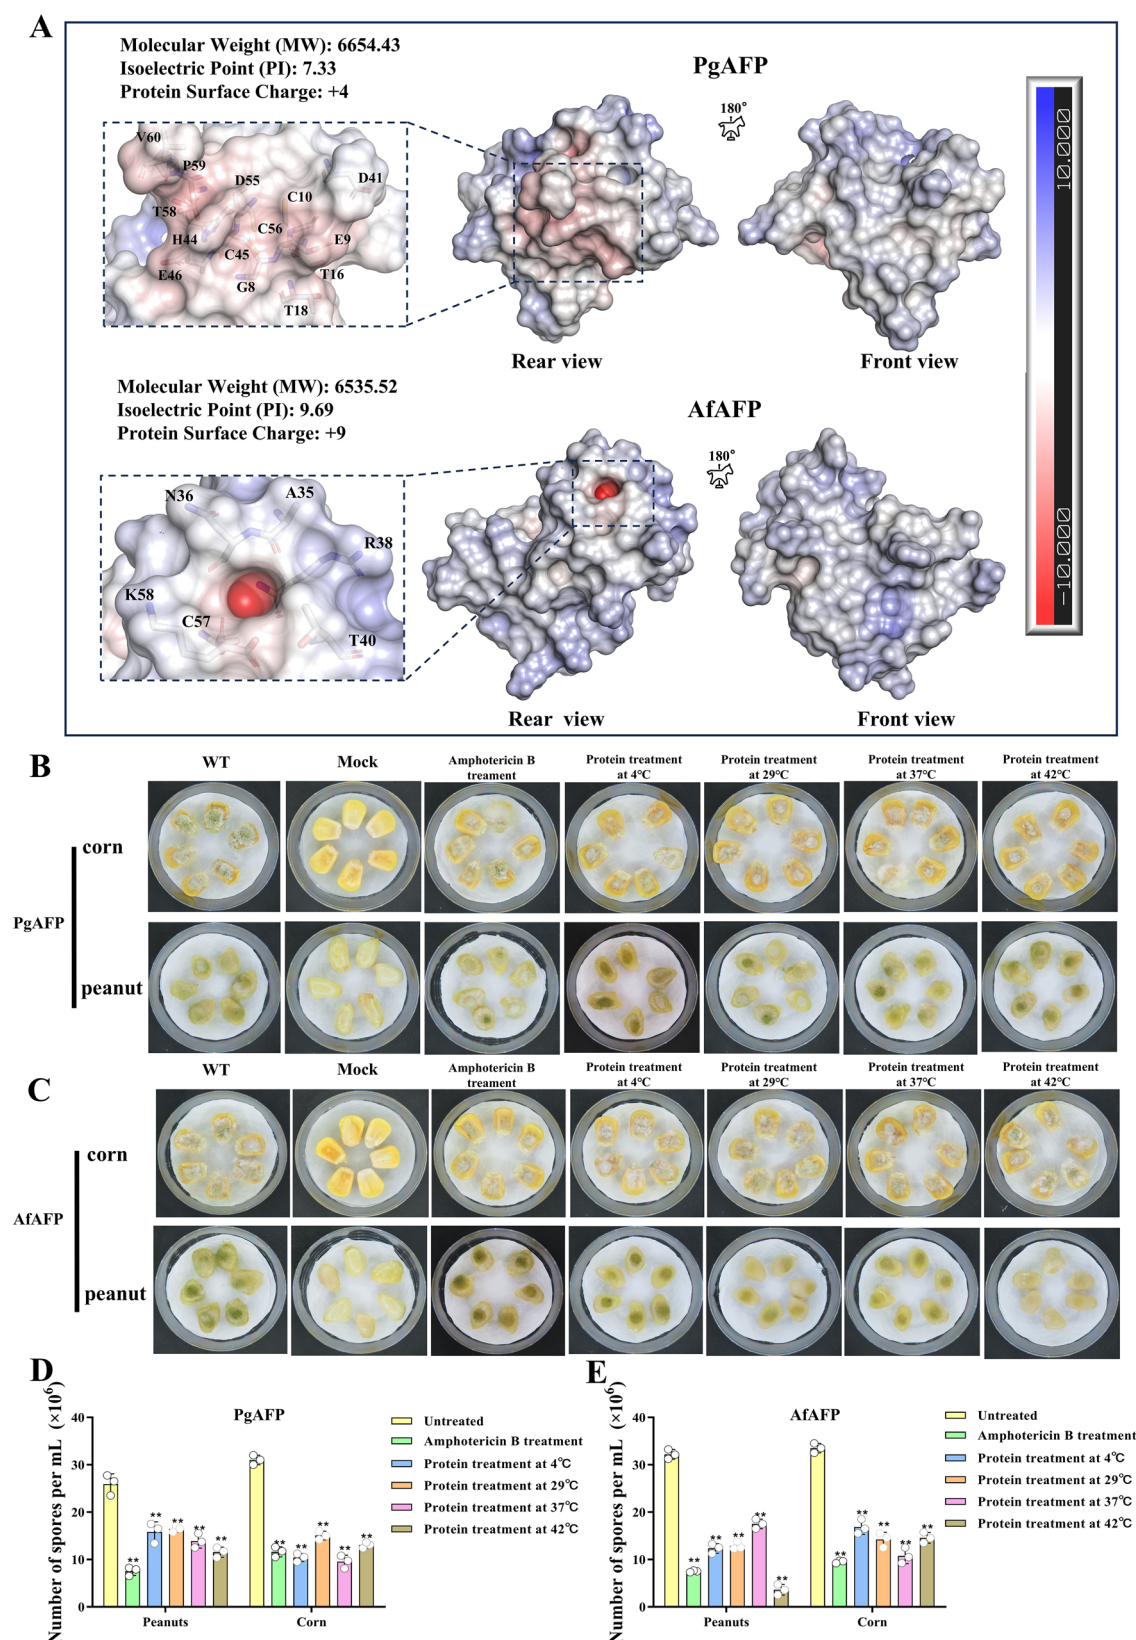 A
Molecular Weight (MW): 6654.43
Isoelectric Point (PI): 7.33
Protein Surface Charge: +4
PgAFP
180°
10.000
V60
P59
D55
D41
C10
T58
C56
H44
E9
C45
E46
T16
G8
T18
Rear view
Front view
Molecular Weight (MW): 6535.52
Isoelectric Point (PI): 9.69
Protein Surface Charge: +9
AfAFP
180°
N36
A35
R38
K58
C57
T40
-10.000
Rear view
Front view
B
WT
Mock
Amphotericin B
treament
Protein treatment
at 4℃
Protein treatment
at 29℃
Protein treatment
at 37℃
Protein treatment
at 42℃
corn
PgAFP
peanut
C
WT
Mock
Amphotericin B
treament
Protein treatment
at 4℃
Protein treatment
at 29℃
Protein treatment
at 37℃
Protein treatment
at 42℃
corn
AfAFP
peanut
D
PgAFP
Number of spores per mL (×10⁶)
40
30
20
10
0
**
**
**
**
**
**
**
**
**
**
Peanuts
Corn
Untreated
Amphotericin B treatment
Protein treatment at 4℃
Protein treatment at 29℃
Protein treatment at 37℃
Protein treatment at 42℃
E
AfAFP
Number of spores per mL (×10⁶)
40
30
20
10
0
**
**
**
**
**
**
**
**
**
**
Peanuts
Corn
Untreated
Amphotericin B treatment
Protein treatment at 4℃
Protein treatment at 29℃
Protein treatment at 37℃
Protein treatment at 42℃